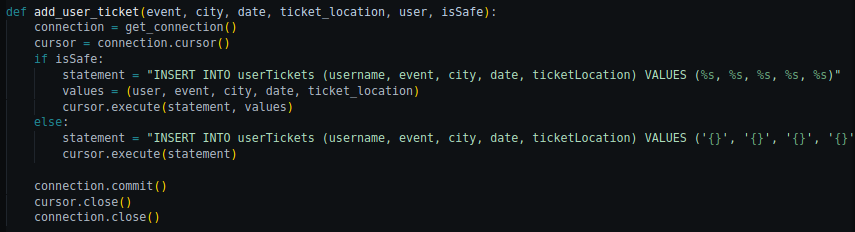 def add_user_ticket(event, city, date, ticket_location, user, isSafe):
    connection = get_connection()
    cursor = connection.cursor()
    if isSafe:
        statement = "INSERT INTO userTickets (username, event, city, date, ticketLocation) VALUES (%s, %s, %s, %s, %s)"
        values = (user, event, city, date, ticket_location)
        cursor.execute(statement, values)
    else:
        statement = "INSERT INTO userTickets (username, event, city, date, ticketLocation) VALUES ('{}', '{}', '{}', '{}'
        cursor.execute(statement)
    connection.commit()
    cursor.close()
    connection.close()